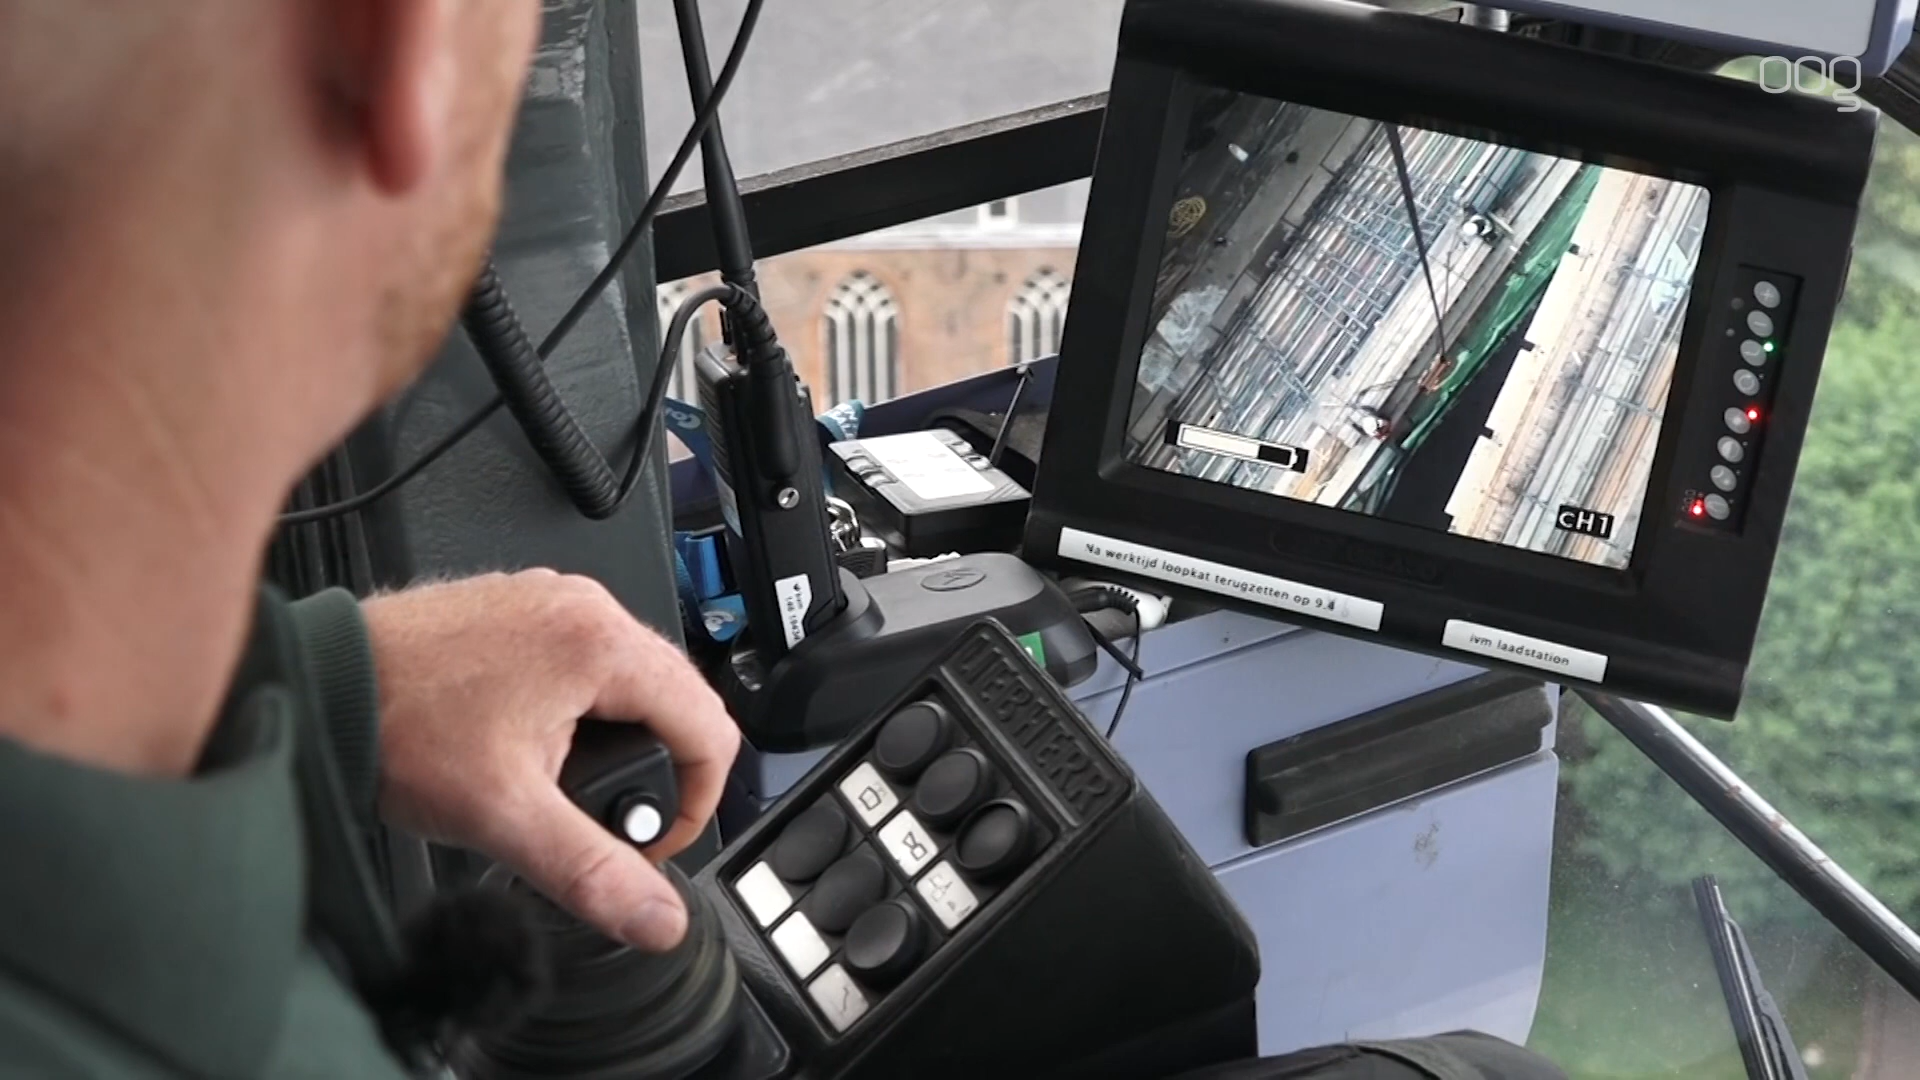 oog
CH1
Na werktijd loopkat terugzetten op 9.4
ivm laadstation
LIEBHERR